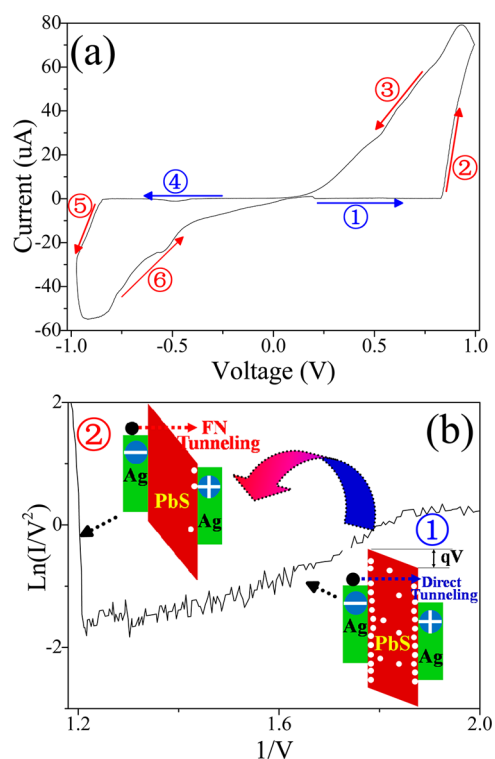 (a)
80
60
40
20
0
-20
-40
-60
Current (uA)
①
②
③
④
⑤
⑥
-1.0 -0.5 0.0 0.5 1.0
Voltage (V)
(b)
2
0
-2
Ln(I/V²)
②
FN
Tunneling
Ag
PbS
Ag
①
qV
Direct
Tunneling
Ag
PbS
Ag
1.2 1.6 2.0
1/V